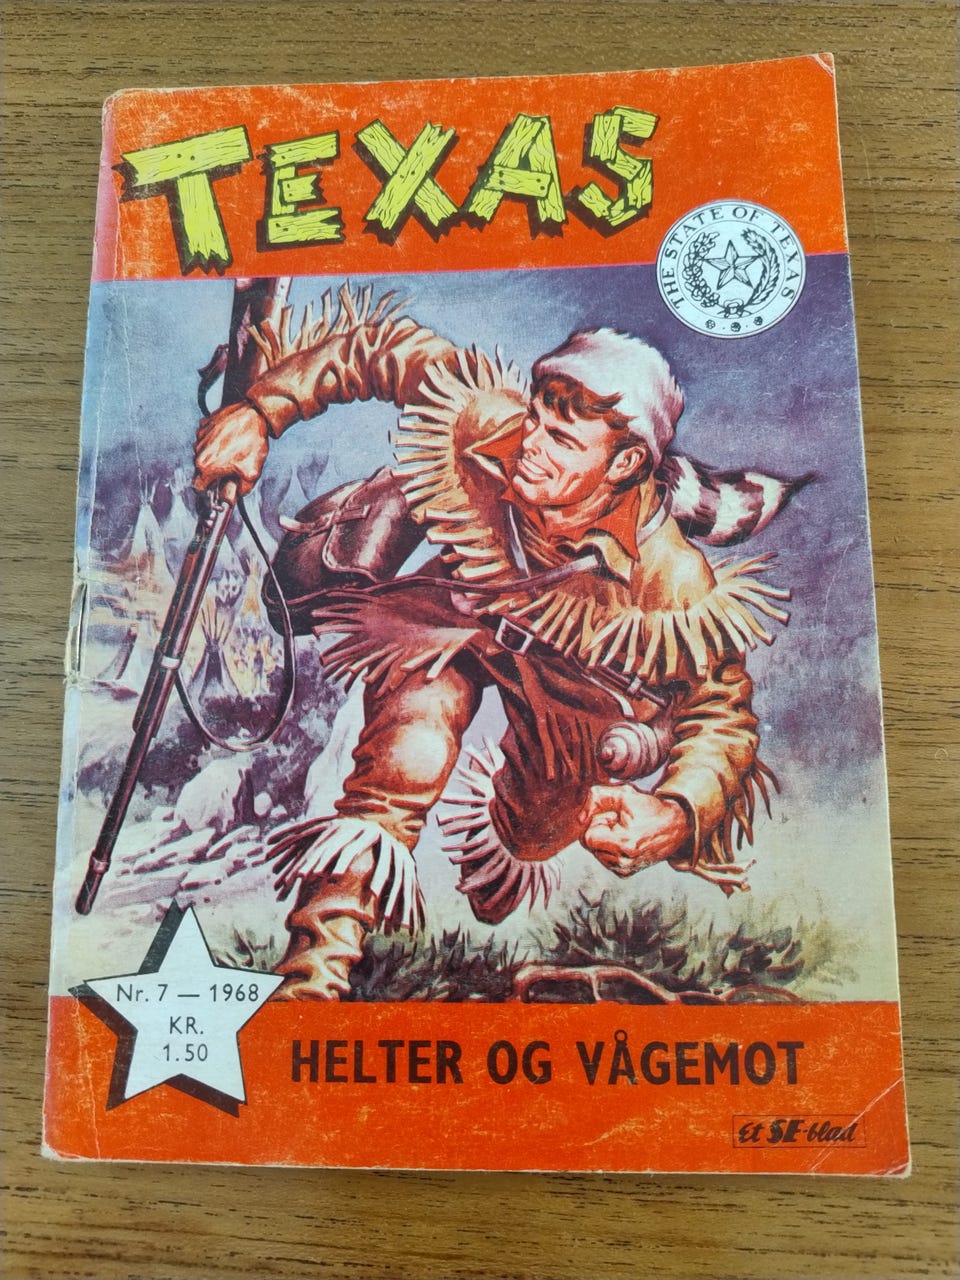 TEXAS
THE STATE OF TEXAS
Nr. 7 — 1968
KR.
1.50
HELTER OG VÅGEMOT
Et SE-blad